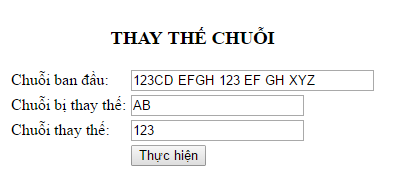 THAY THẾ CHUỖI
Chuỗi ban đầu: 123CD EFGH 123 EF GH XYZ
Chuỗi bị thay thế: AB
Chuỗi thay thế: 123
Thực hiện